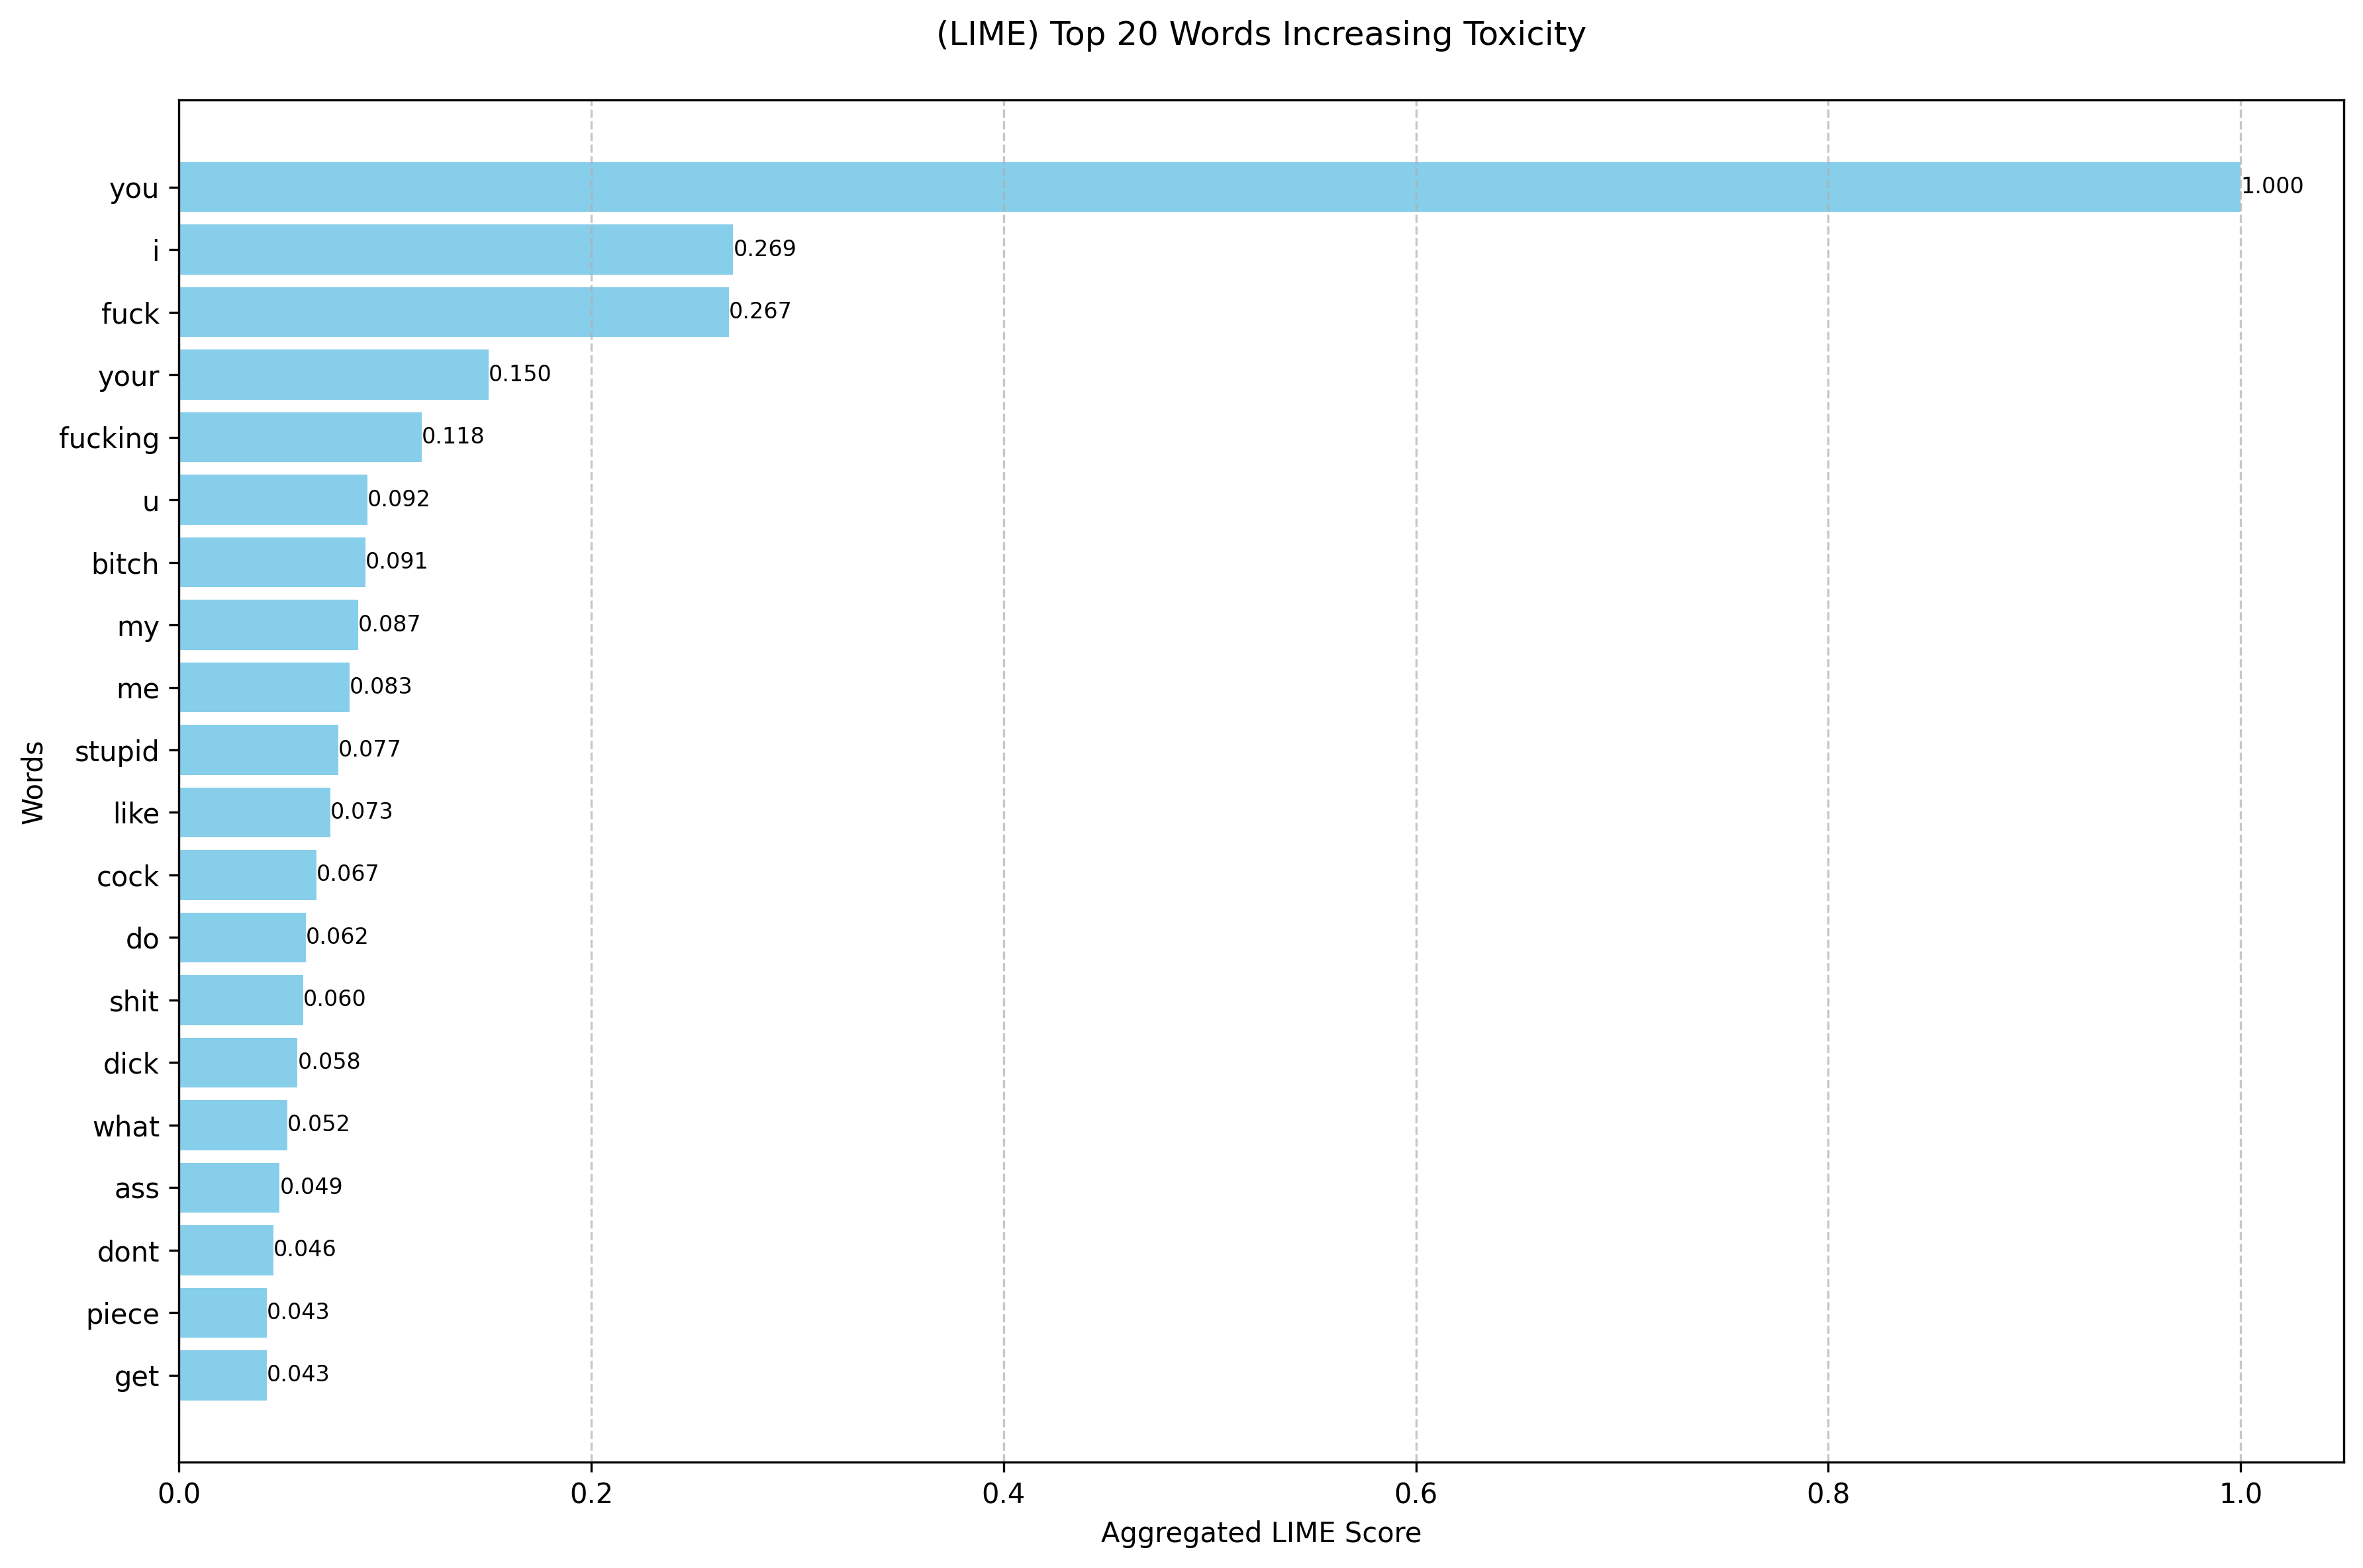 (LIME) Top 20 Words Increasing Toxicity
Words
you 1.000
i 0.269
fuck 0.267
your 0.150
fucking 0.118
u 0.092
bitch 0.091
my 0.087
me 0.083
stupid 0.077
like 0.073
cock 0.067
do 0.062
shit 0.060
dick 0.058
what 0.052
ass 0.049
dont 0.046
piece 0.043
get 0.043
0.0 0.2 0.4 0.6 0.8 1.0
Aggregated LIME Score